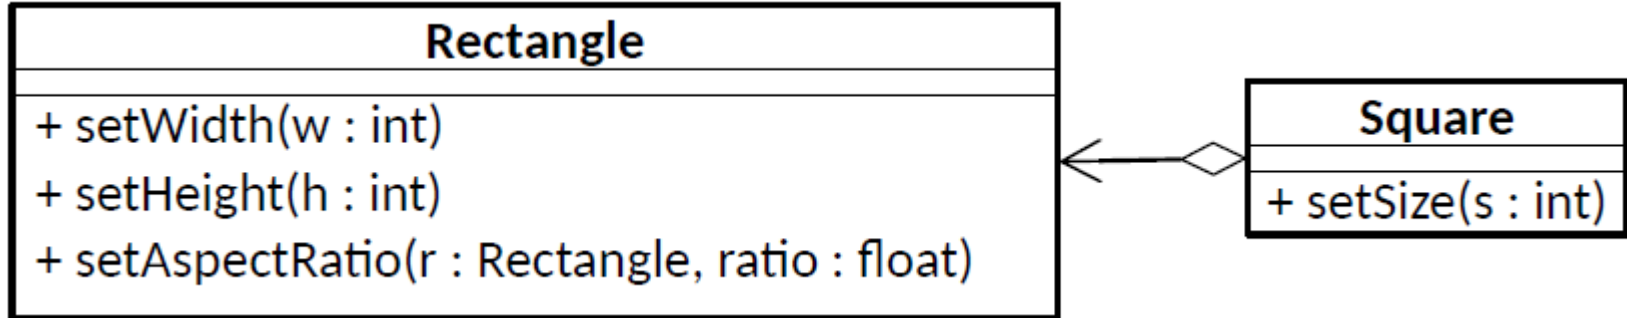 Rectangle
+ setWidth(w : int)
+ setHeight(h : int)
+ setAspectRatio(r : Rectangle, ratio : float)
Square
+ setSize(s : int)